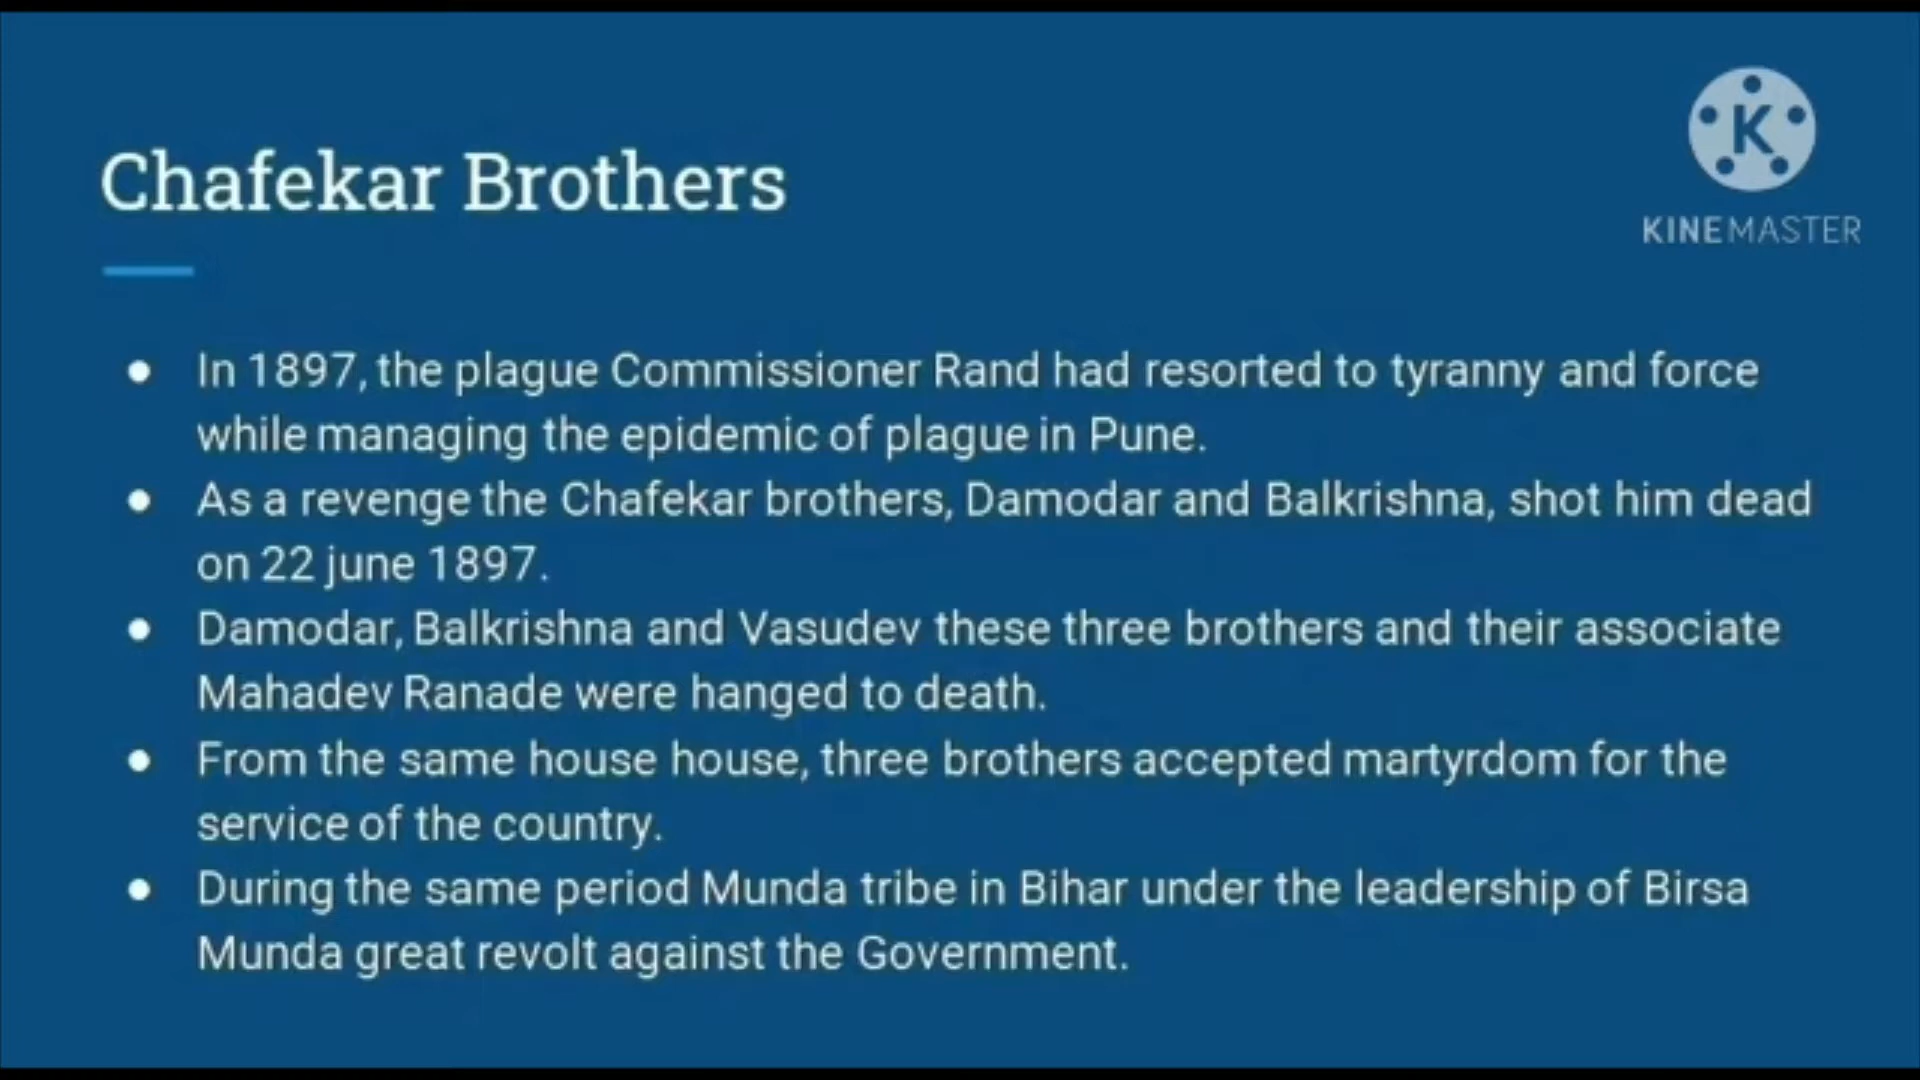 Chafekar Brothers
K
KINEMASTER
● In 1897, the plague Commissioner Rand had resorted to tyranny and force
while managing the epidemic of plague in Pune.
● As a revenge the Chafekar brothers, Damodar and Balkrishna, shot him dead
on 22 june 1897.
● Damodar, Balkrishna and Vasudev these three brothers and their associate
Mahadev Ranade were hanged to death.
● From the same house house, three brothers accepted martyrdom for the
service of the country.
● During the same period Munda tribe in Bihar under the leadership of Birsa
Munda great revolt against the Government.